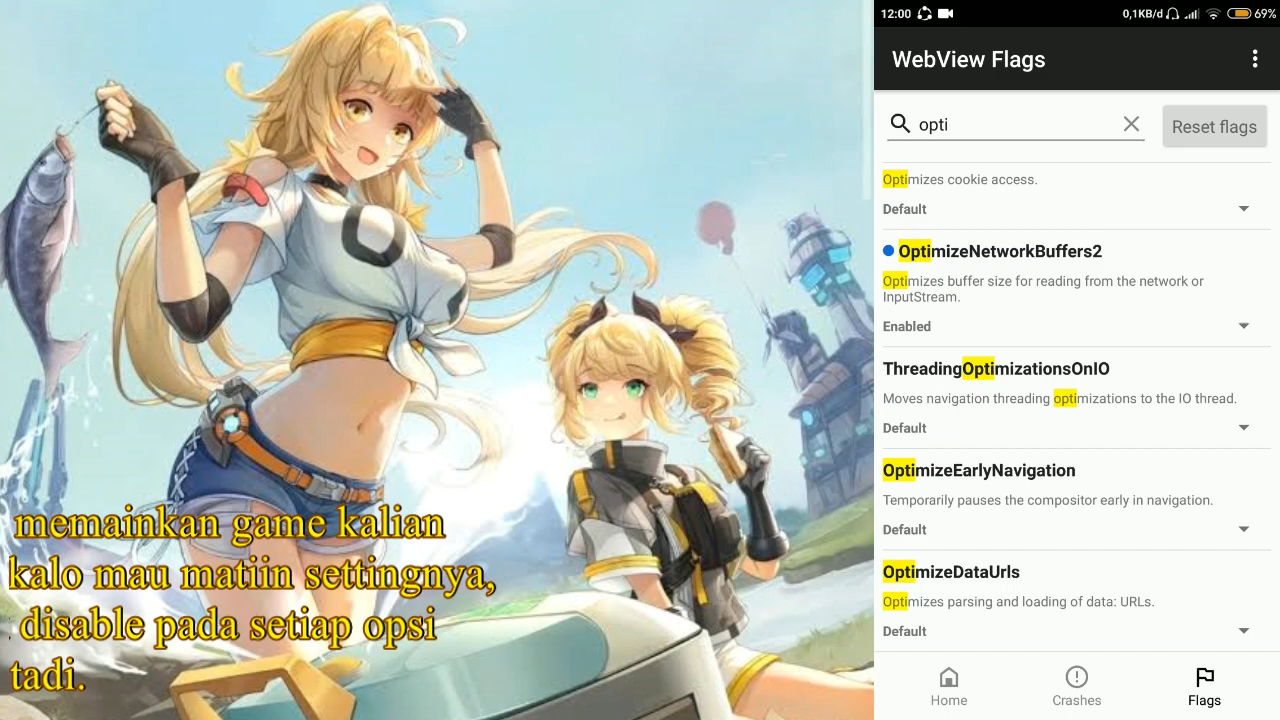 memainkan game kalian
kalo mau matiin settingnya,
disable pada setiap opsi
tadi.
12:00
0,1KB/d
69%
WebView Flags
opti
Reset flags
Optimizes cookie access.
Default
OptimizeNetworkBuffers2
Optimizes buffer size for reading from the network or
InputStream.
Enabled
ThreadingOptimizationsOnIO
Moves navigation threading optimizations to the IO thread.
Default
OptimizeEarlyNavigation
Temporarily pauses the compositor early in navigation.
Default
OptimizeDataUrls
Optimizes parsing and loading of data: URLs.
Default
Home
Crashes
Flags